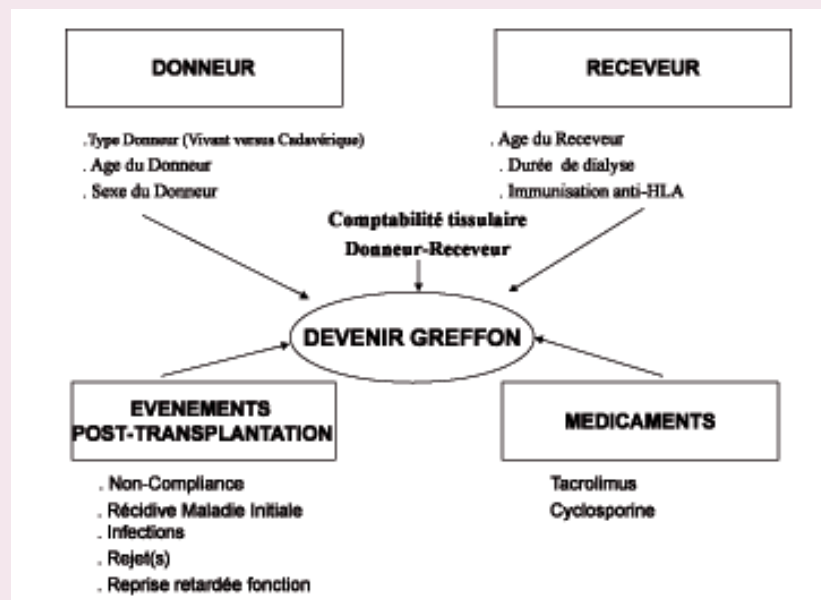 DONNEUR
. Type Donneur (Vivant versus Cadavérique)
. Age du Donneur
. Sexe du Donneur
RECEVEUR
. Age du Receveur
. Durée de dialyse
. Immunisation anti-HLA
Comptabilité tissulaire
Donneur-Receveur
DEVENIR GREFFON
EVENEMENTS
POST-TRANSPLANTATION
. Non-Compliance
. Récidive Maladie Initiale
. Infections
. Rejet(s)
. Reprise retardée fonction
MEDICAMENTS
Tacrolimus
Cyclosporine